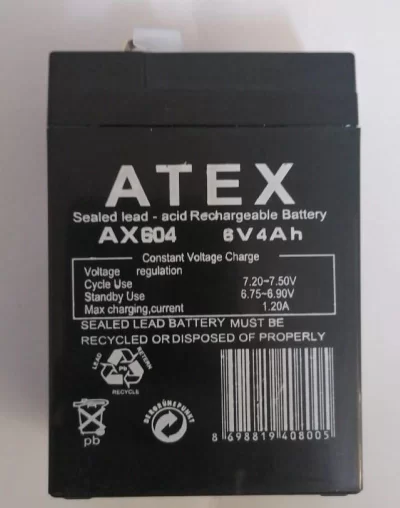 ATEX
Sealed lead - acid Rechargeable Battery
AX604 6V4Ah
Constant Voltage Charge
Voltage regulation
Cycle Use 7.20~7.50V
Standby Use 6.75~6.90V
Max charging,current 1.20A
SEALED LEAD BATTERY MUST BE
RECYCLED OR DISPOSED OF PROPERLY
LEAD RETERN
Pb
RECYCLE
pb
DEGRÜNEPUNKT
8 698819 408005